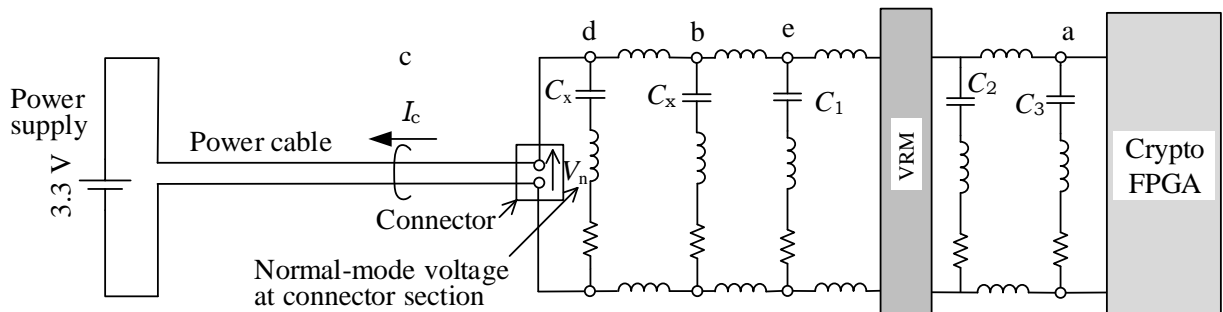 d
b
e
a
c
Cx
Cx
C1
C2
C3
Power
supply
3.3 V
Ic
Power cable
Vn
Connector
Normal-mode voltage
at connector section
VRM
Crypto
FPGA